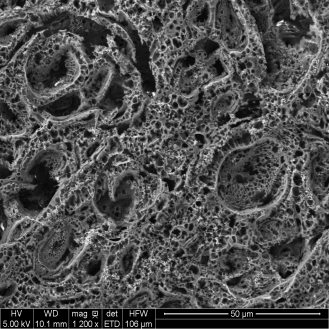 HV WD mag det HFW
5.00 kV 10.1 mm 1 200 x ETD 106 µm
50 µm